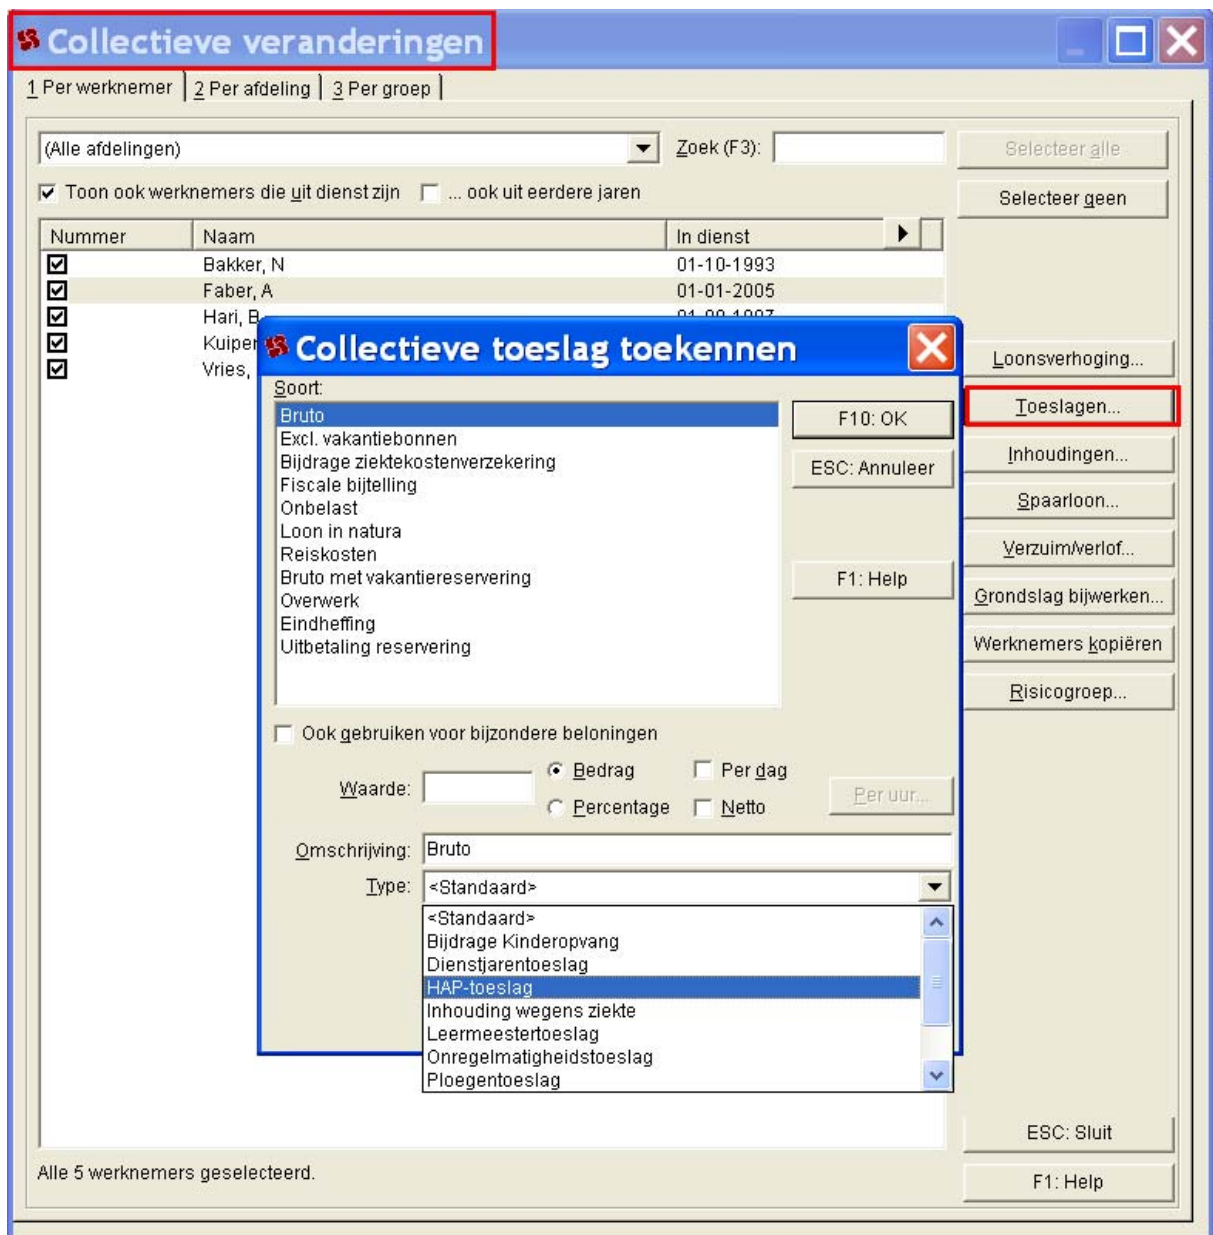 Collectieve veranderingen
1 Per werknemer 2 Per afdeling 3 Per groep
(Alle afdelingen) Zoek (F3): Selecteer alle
Toon ook werknemers die uit dienst zijn ... ook uit eerdere jaren Selecteer geen
Nummer Naam In dienst
Bakker, N 01-10-1993
Faber, A 01-01-2005
Hari, B
Kuiper
Vries,
Collectieve toeslag toekennen
Soort:
Bruto
Excl. vakantiebonnen
Bijdrage ziektekostenverzekering
Fiscale bijtelling
Onbelast
Loon in natura
Reiskosten
Bruto met vakantiereservering
Overwerk
Eindheffing
Uitbetaling reservering
F10: OK
ESC: Annuleer
F1: Help
Ook gebruiken voor bijzondere beloningen
Waarde: Bedrag Per dag
Percentage Netto Per uur...
Omschrijving: Bruto
Type: <Standaard>
<Standaard>
Bijdrage Kinderopvang
Dienstjarentoeslag
HAP-toeslag
Inhouding wegens ziekte
Leermeestertoeslag
Onregelmatigheidstoeslag
Ploegentoeslag
Loonsverhoging...
Toeslagen...
Inhoudingen...
Spaarloon...
Verzuim/verlof...
Grondslag bijwerken...
Werknemers kopiëren
Risicogroep...
ESC: Sluit
Alle 5 werknemers geselecteerd.
F1: Help